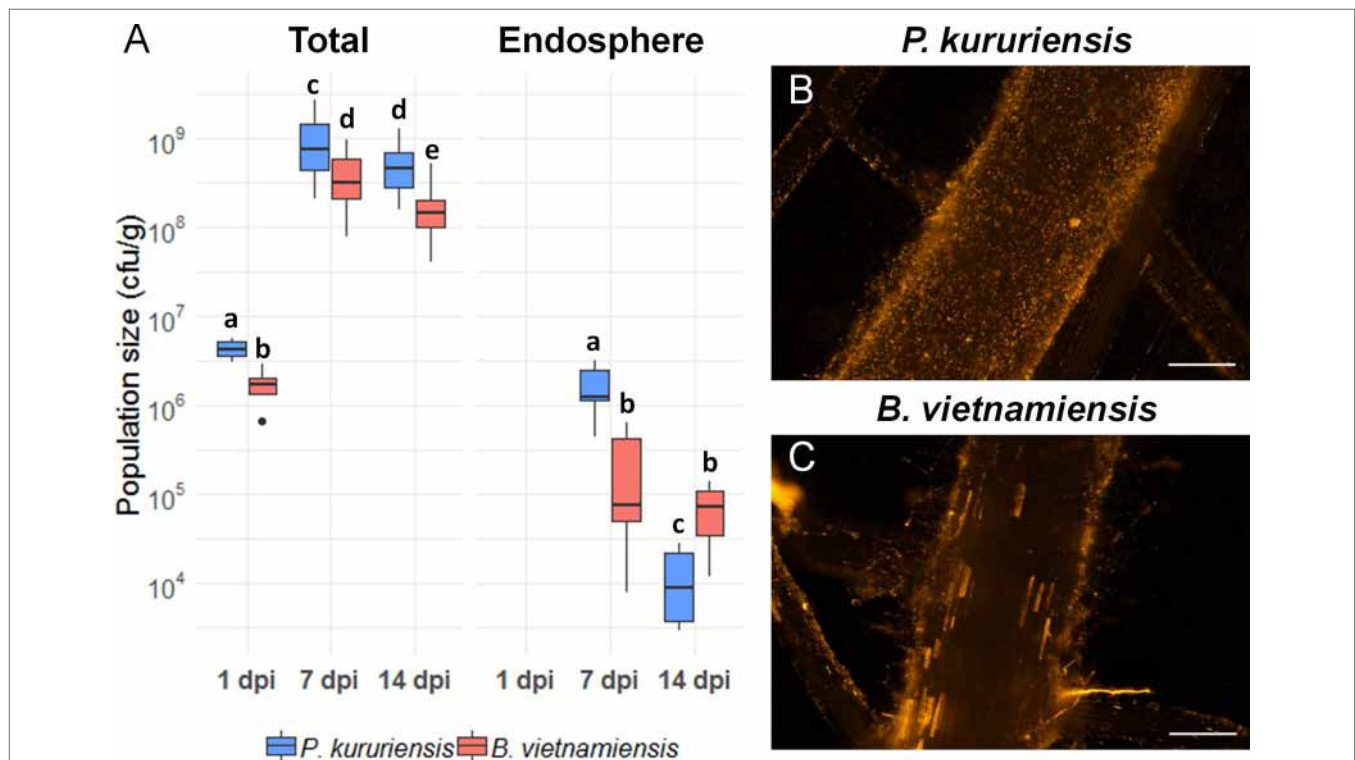 A
Total
Endosphere
P. kururiensis
B
Population size (cfu/g)
10⁹
10⁸
10⁷
10⁶
10⁵
10⁴
c
d
d
e
a
b
a
b
b
c
B. vietnamiensis
C
1 dpi 7 dpi 14 dpi 1 dpi 7 dpi 14 dpi
P. kururiensis B. vietnamiensis